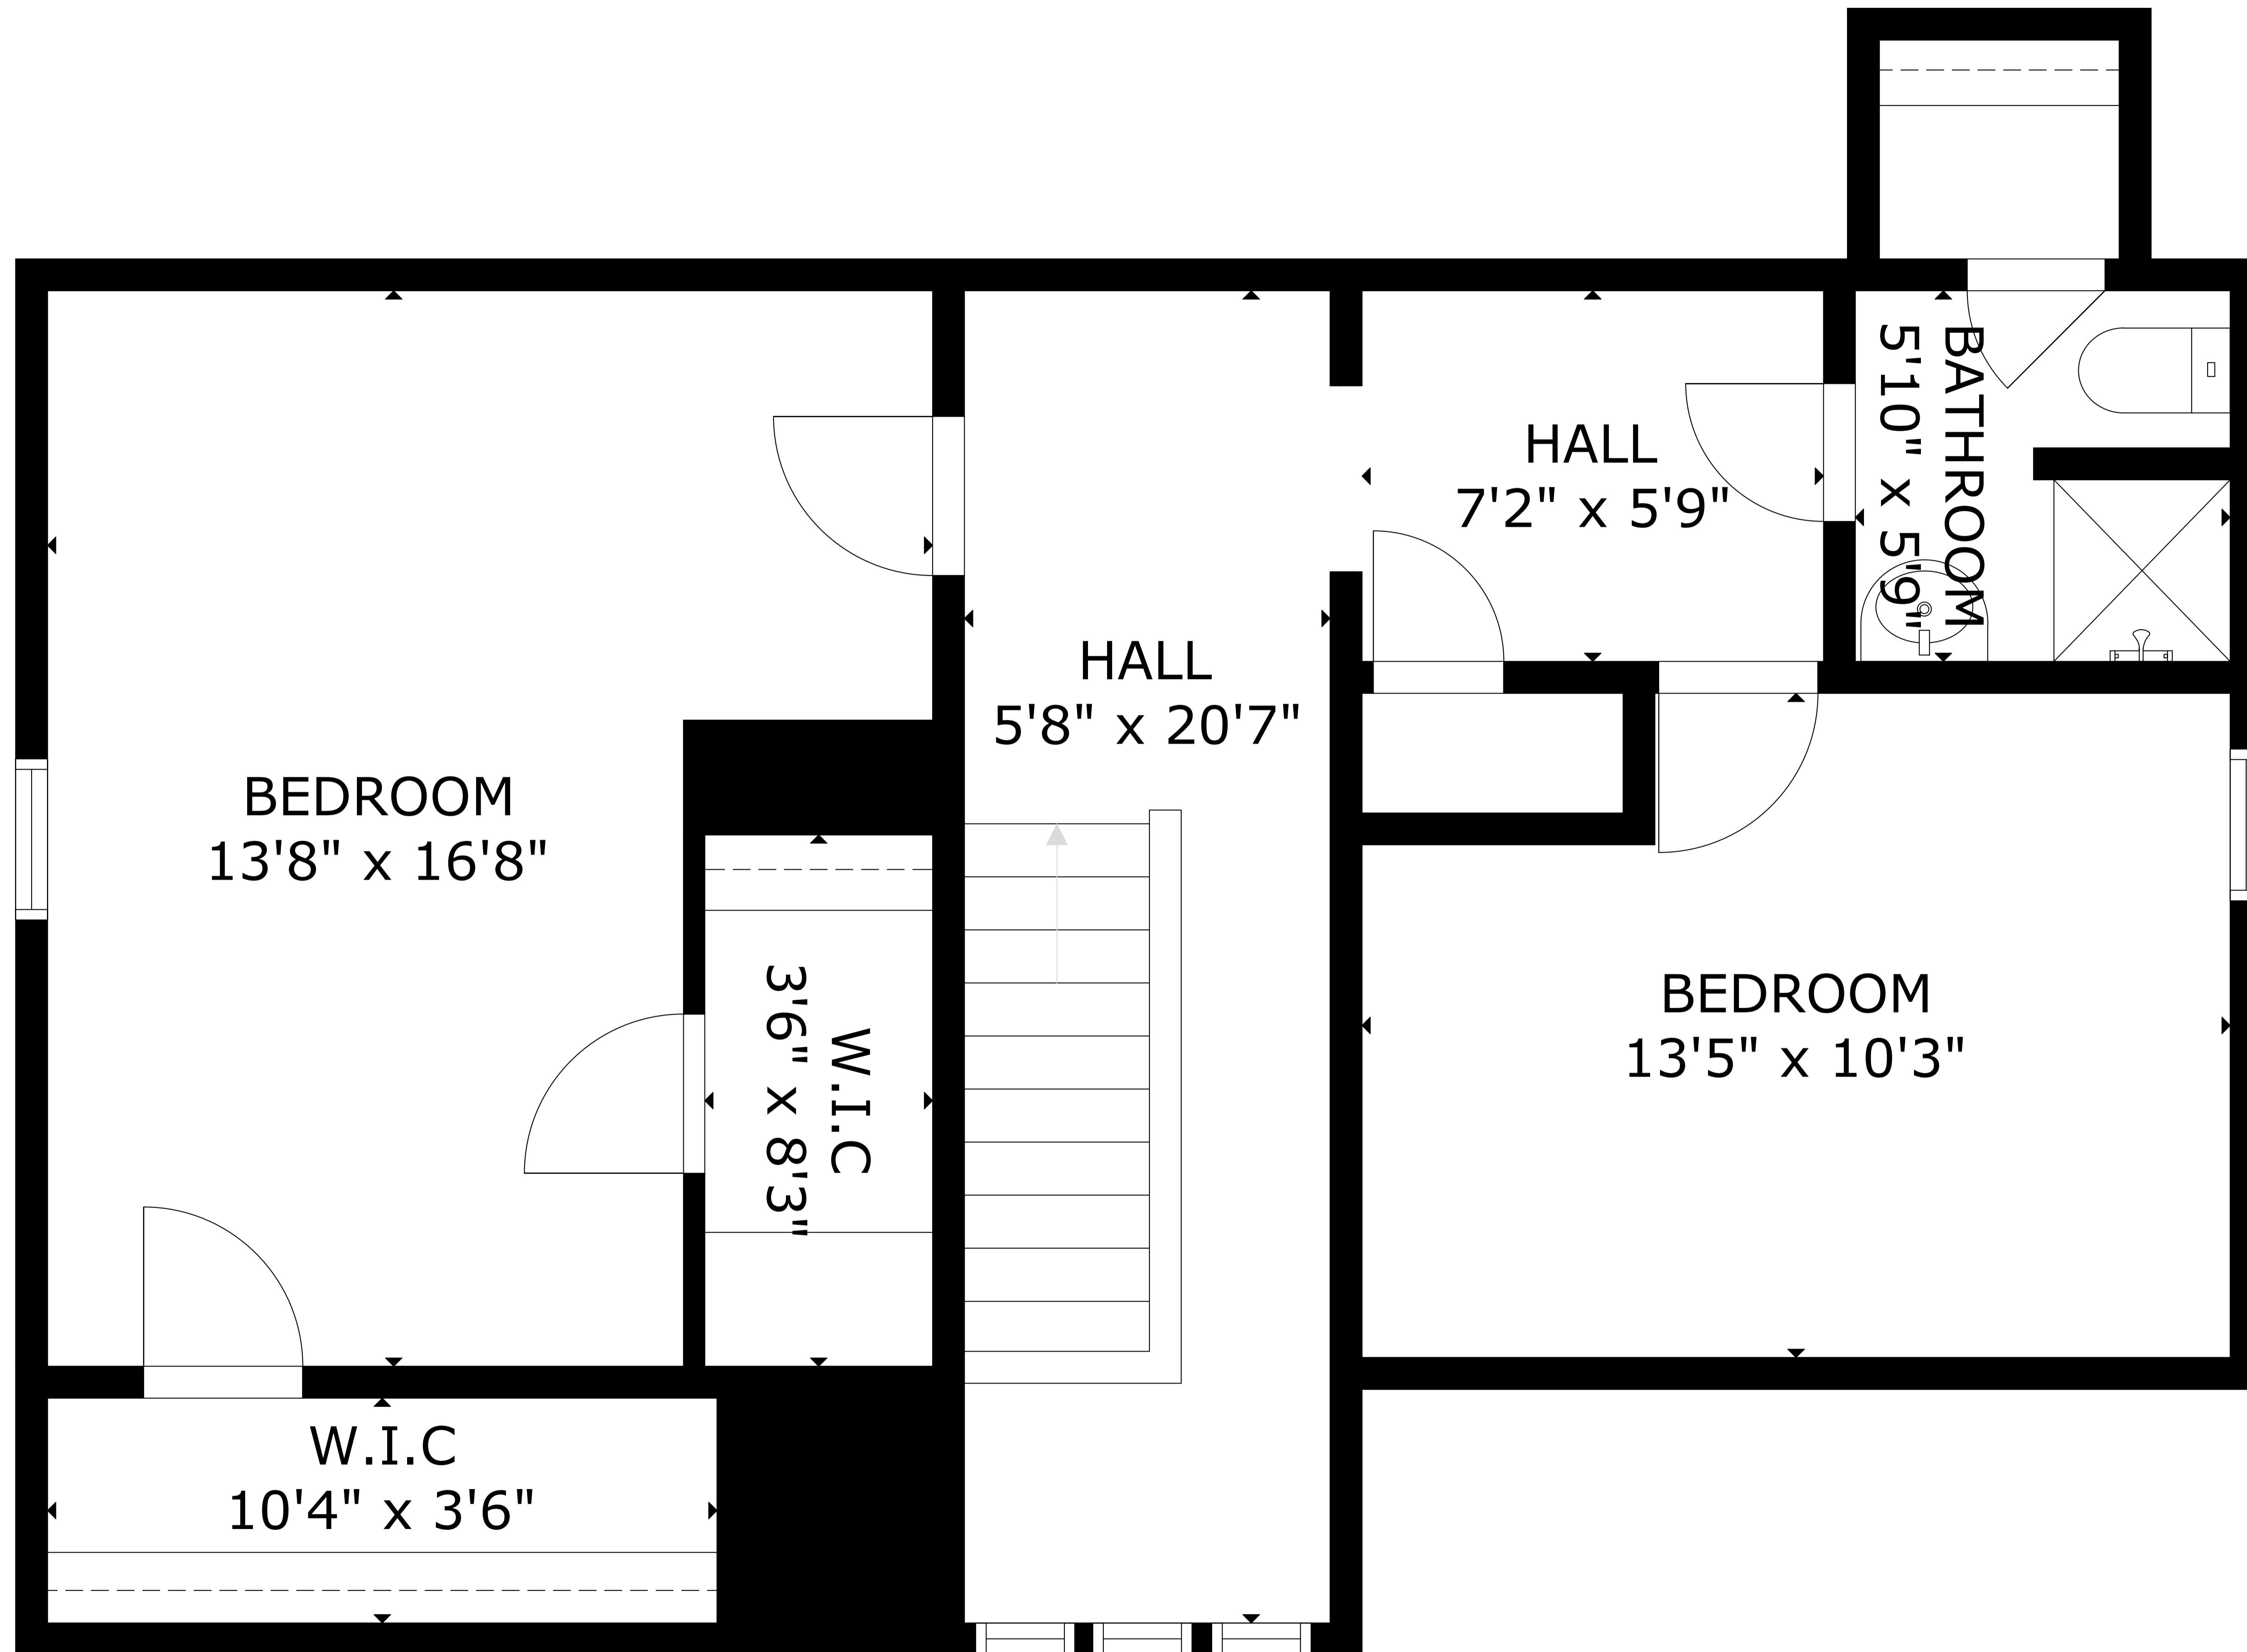 BEDROOM
13'8" x 16'8"
W.I.C
3'6" x 8'3"
W.I.C
10'4" x 3'6"
HALL
5'8" x 20'7"
HALL
7'2" x 5'9"
BATHROOM
5'10" x 5'9"
BEDROOM
13'5" x 10'3"